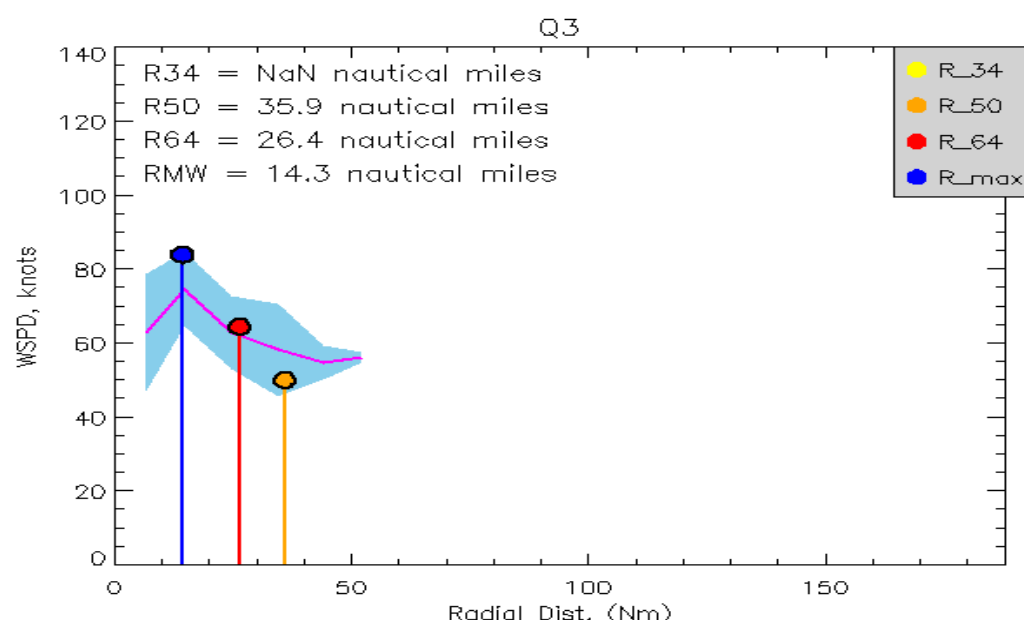 Q3
R34 = NaN nautical miles
R50 = 35.9 nautical miles
R64 = 26.4 nautical miles
RMW = 14.3 nautical miles
R_34
R_50
R_64
R_max
WSPD, knots
140
120
100
80
60
40
20
0
0 50 100 150
Radial Dist. (Nm)